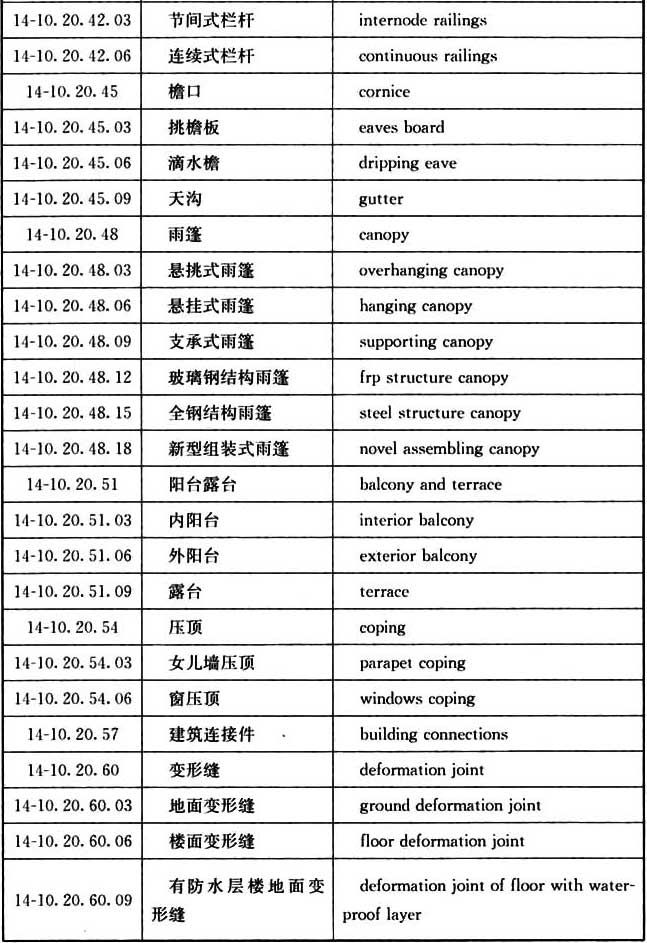 14-10.20.42.03 节间式栏杆 internode railings
14-10.20.42.06 连续式栏杆 continuous railings
14-10.20.45 檐口 cornice
14-10.20.45.03 挑檐板 eaves board
14-10.20.45.06 滴水檐 dripping eave
14-10.20.45.09 天沟 gutter
14-10.20.48 雨篷 canopy
14-10.20.48.03 悬挑式雨篷 overhanging canopy
14-10.20.48.06 悬挂式雨篷 hanging canopy
14-10.20.48.09 支承式雨篷 supporting canopy
14-10.20.48.12 玻璃钢结构雨篷 frp structure canopy
14-10.20.48.15 全钢结构雨篷 steel structure canopy
14-10.20.48.18 新型组装式雨篷 novel assembling canopy
14-10.20.51 阳台露台 balcony and terrace
14-10.20.51.03 内阳台 interior balcony
14-10.20.51.06 外阳台 exterior balcony
14-10.20.51.09 露台 terrace
14-10.20.54 压顶 coping
14-10.20.54.03 女儿墙压顶 parapet coping
14-10.20.54.06 窗压顶 windows coping
14-10.20.57 建筑连接件 building connections
14-10.20.60 变形缝 deformation joint
14-10.20.60.03 地面变形缝 ground deformation joint
14-10.20.60.06 楼面变形缝 floor deformation joint
14-10.20.60.09 有防水层楼地面变 deformation joint of floor with water-
形缝 proof layer